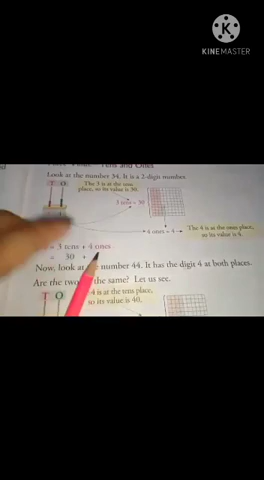 KINEMASTER
Tens and Ones
Look at the number 34. It is a 2-digit number.
T O
The 3 is at the tens
place, so its value is 30.
3 tens = 30
4 ones = 4
The 4 is at the ones place,
so its value is 4.
= 3 tens + 4 ones
= 30 +
Now, look at number 44. It has the digit 4 at both places.
Are the two the same? Let us see.
T O
4 is at the tens place,
so its value is 40.